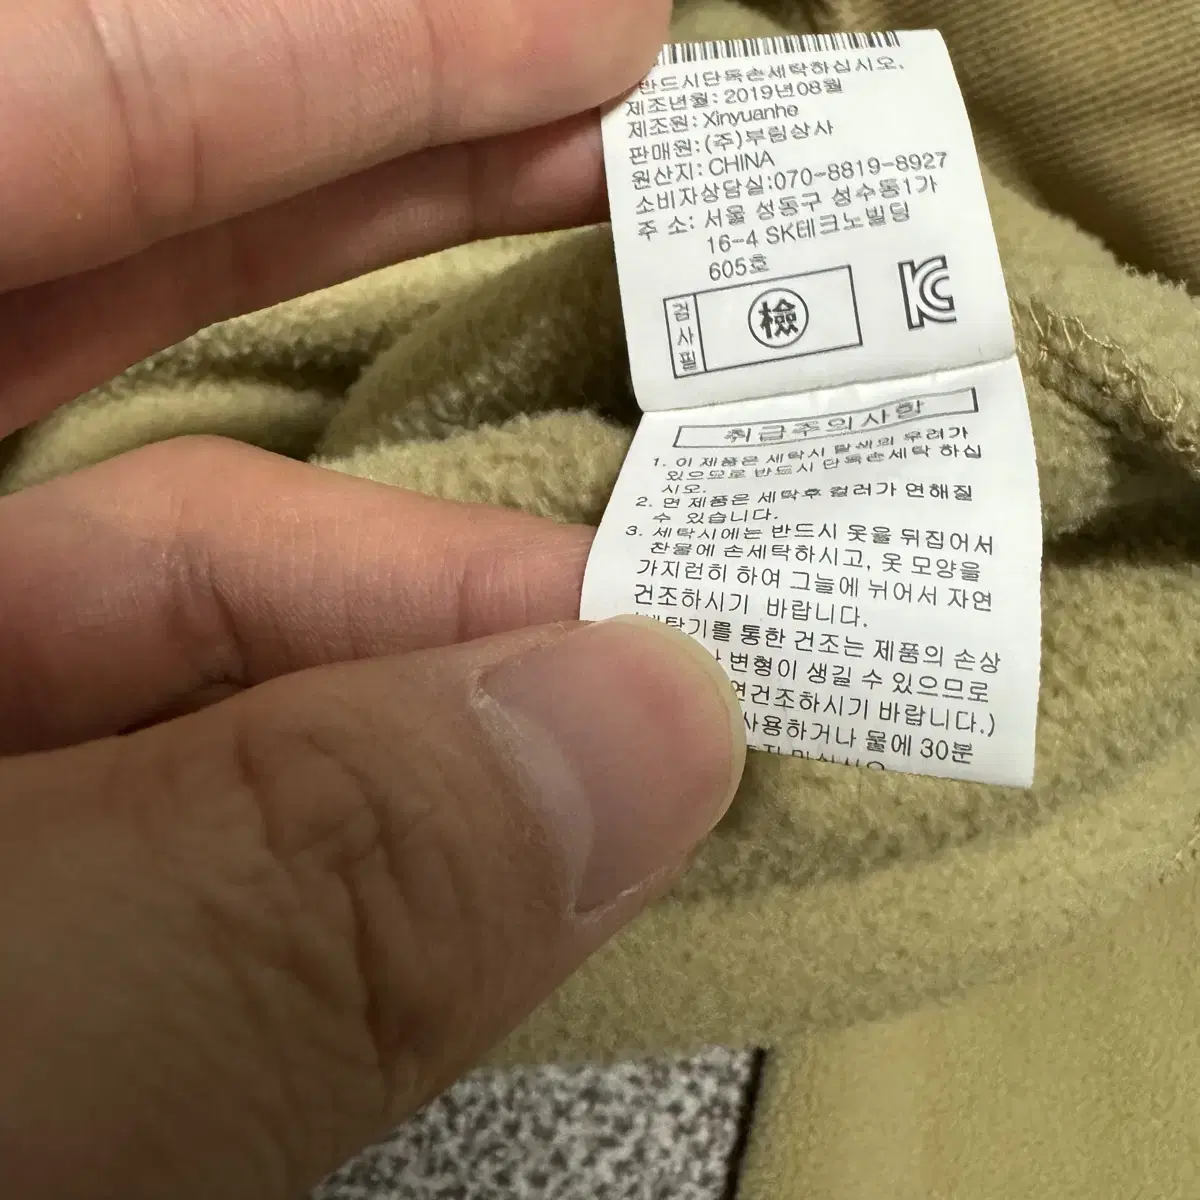 반드시단독손세탁하십시오.
제조년월: 2019년08월
제조원: Xinyuanhe
판매원:(주)부림상사
원산지: CHINA
소비자상담실:070-8819-8927
주 소: 서울 성동구 성수동1가
16-4 SK테크노빌딩
605호
검사필
檢
취급주의사항
1. 이 제품은 세탁시 탈색의 우려가
있으므로 반드시 단독손세탁 하십
시오.
2. 면 제품은 세탁후 컬러가 연해질
수 있습니다.
3. 세탁시에는 반드시 옷을 뒤집어서
찬물에 손세탁하시고, 옷 모양을
가지런히 하여 그늘에 뉘어서 자연
건조하시기 바랍니다.
통한 건조는 제품의 손상
변형이 생길 수 있으므로
연건조하시기 바랍니다.)
사용하거나 물에 30분